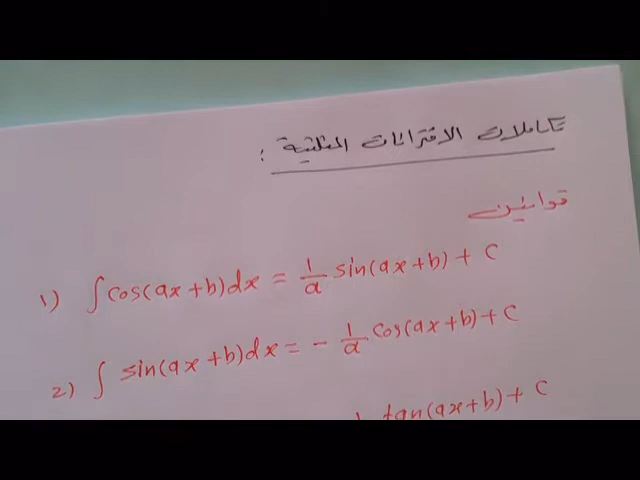 تكاملات الاقترانات المثلثية :
قوانين
1) ∫cos(ax+b)dx = 1/a sin(ax+b) + C
2) ∫ sin(ax+b)dx = - 1/a cos(ax+b) + C
tan(ax+b) + C